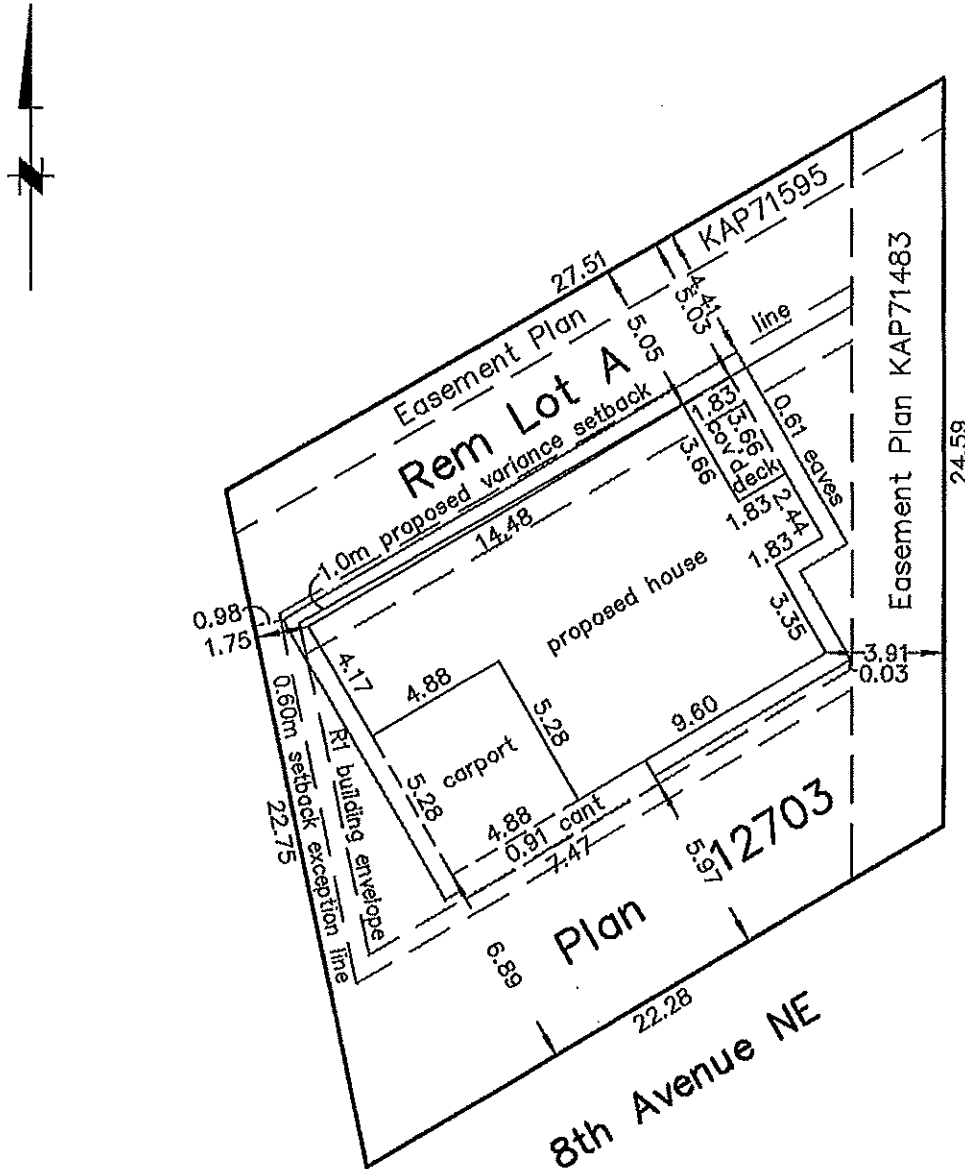 KAP71595
27.51
Easement Plan
Rem Lot A
5.05
5.03
4.41
line
1.0m proposed variance setback
14.48
1.83
3.66
cov'd
deck
3.66
1.83
2.44
1.83
0.61 eaves
Easement Plan KAP71483
24.59
proposed house
3.35
0.98
1.75
4.17
4.88
5.28
carport
5.28
4.88
0.91 cant
7.47
9.60
3.91
0.03
0.60m setback exception line
R1 building envelope
22.75
5.97
Plan 12703
6.89
22.28
8th Avenue NE